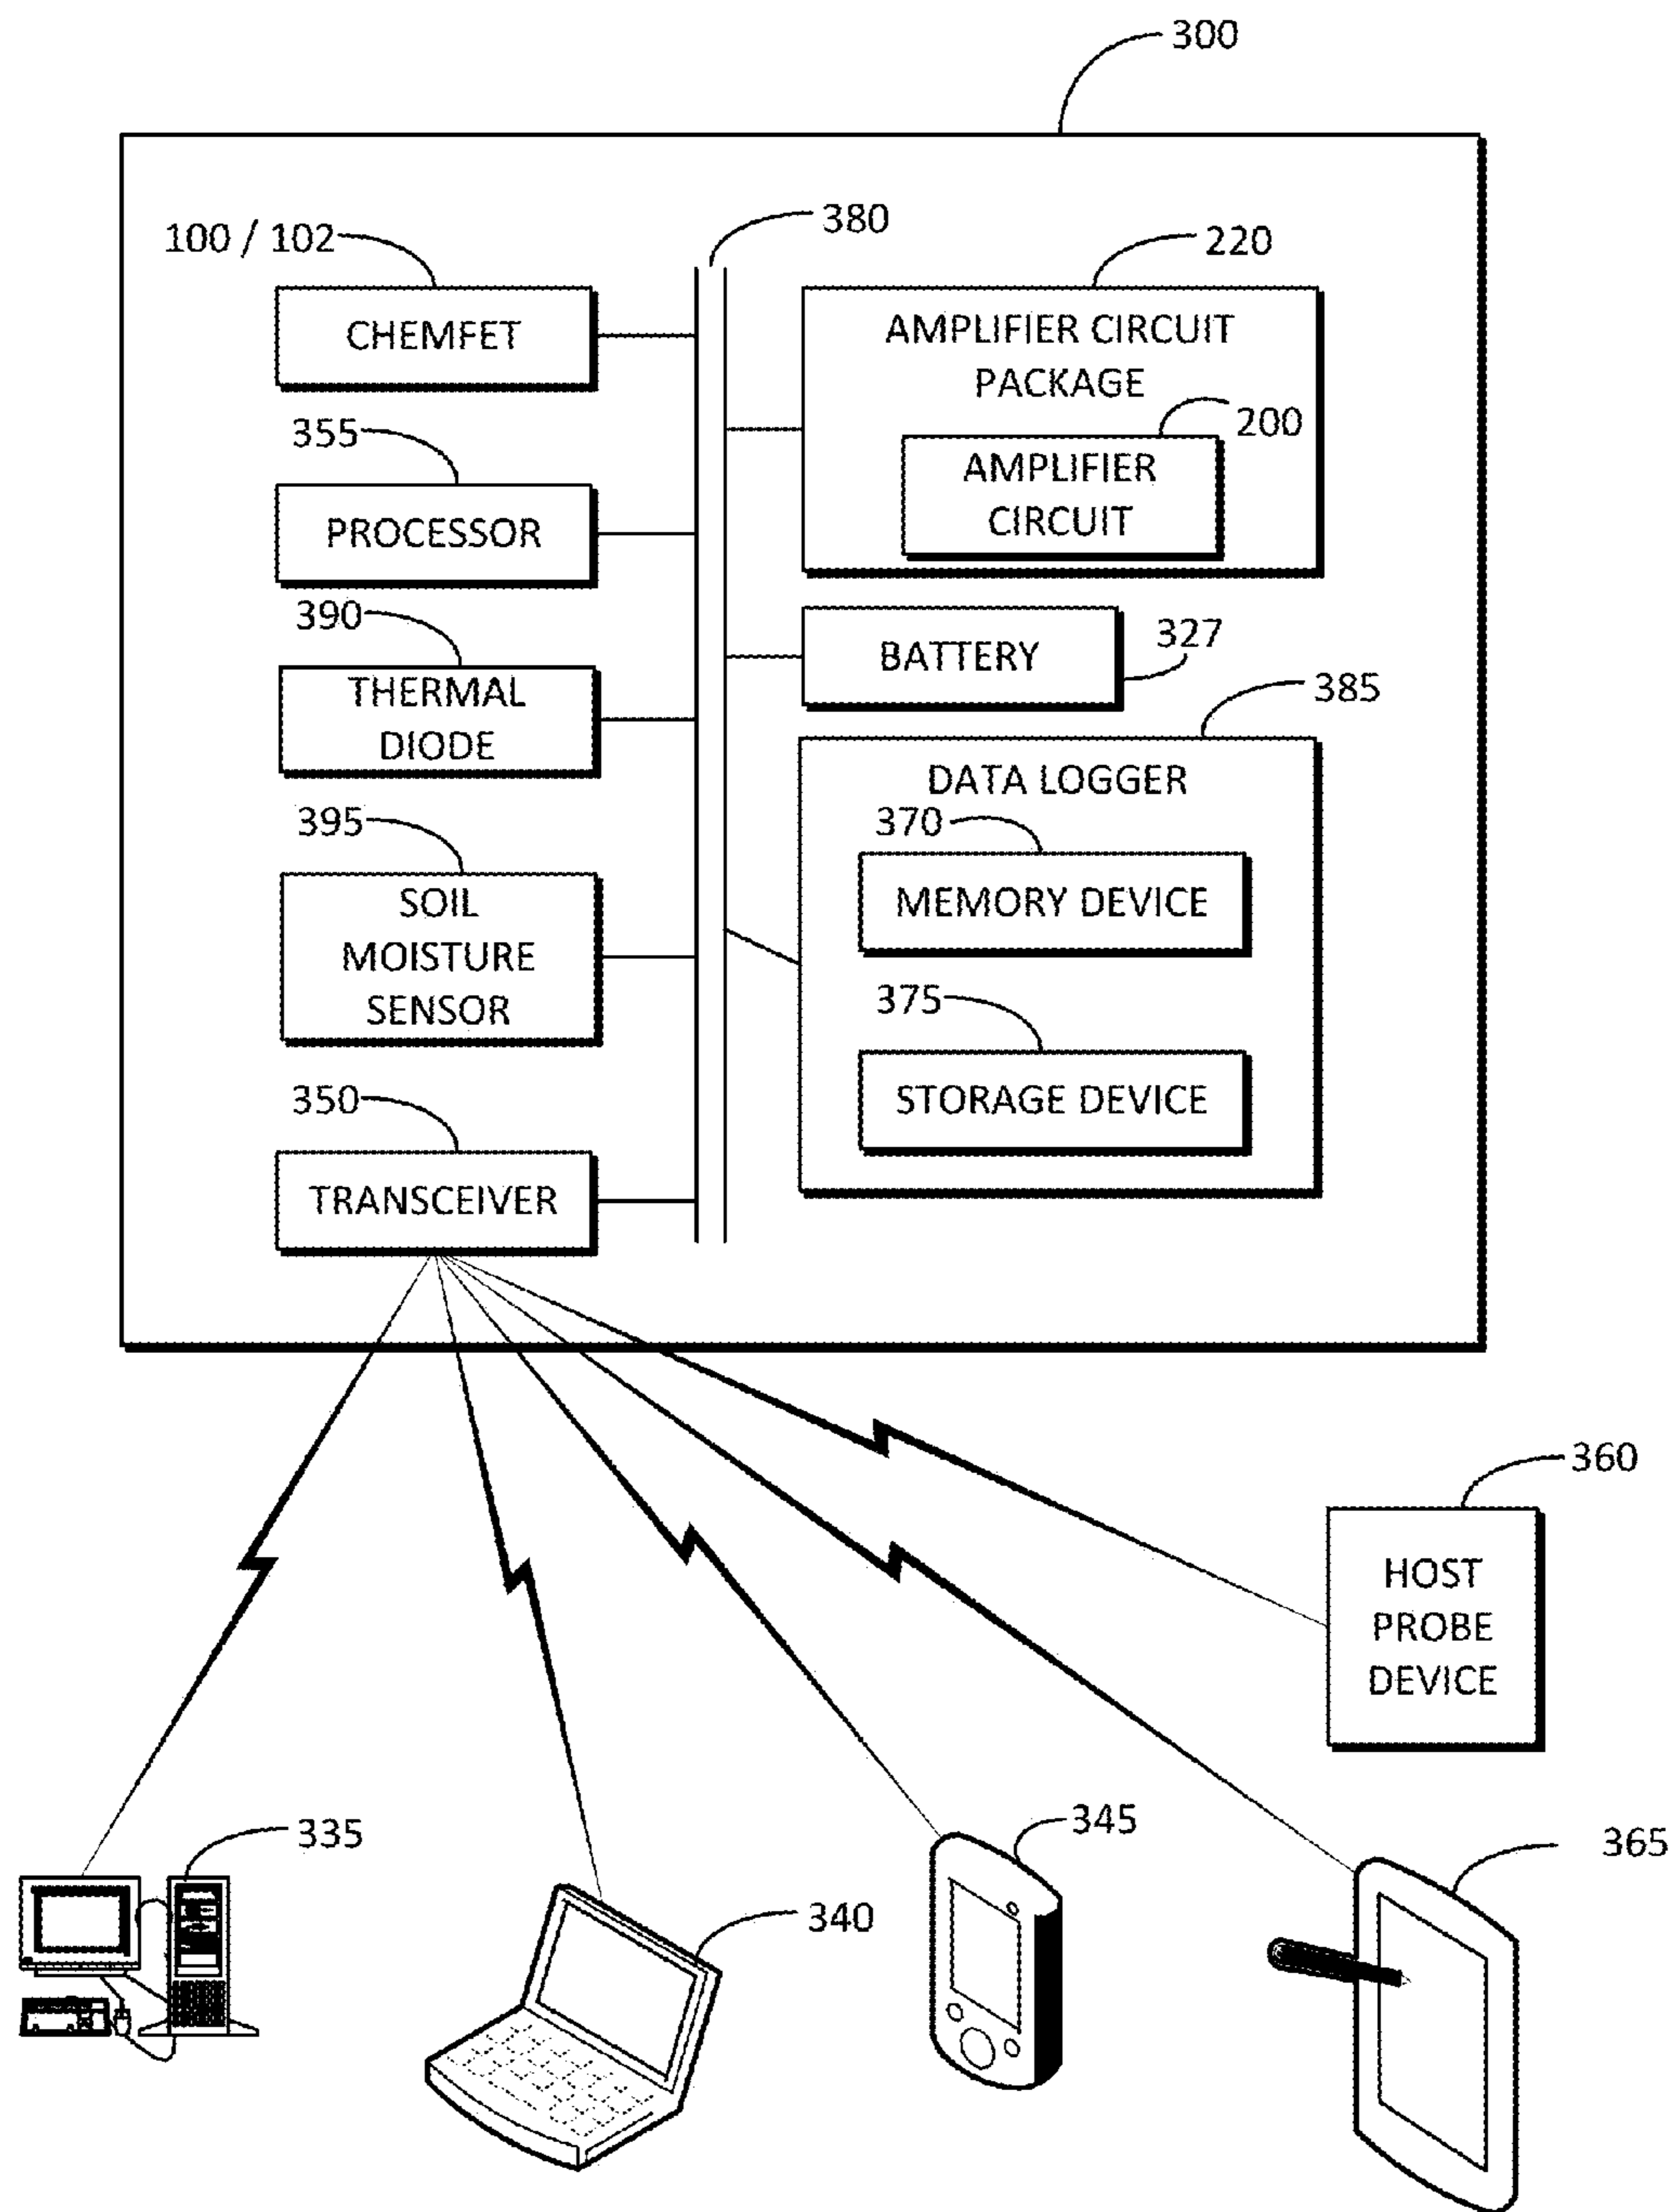 300
100 / 102
380
220
CHEMFET
AMPLIFIER CIRCUIT
PACKAGE
200
AMPLIFIER
CIRCUIT
355
PROCESSOR
390
THERMAL
DIODE
BATTERY
327
385
DATA LOGGER
370
MEMORY DEVICE
375
STORAGE DEVICE
395
SOIL
MOISTURE
SENSOR
350
TRANSCEIVER
360
HOST
PROBE
DEVICE
335
340
345
365